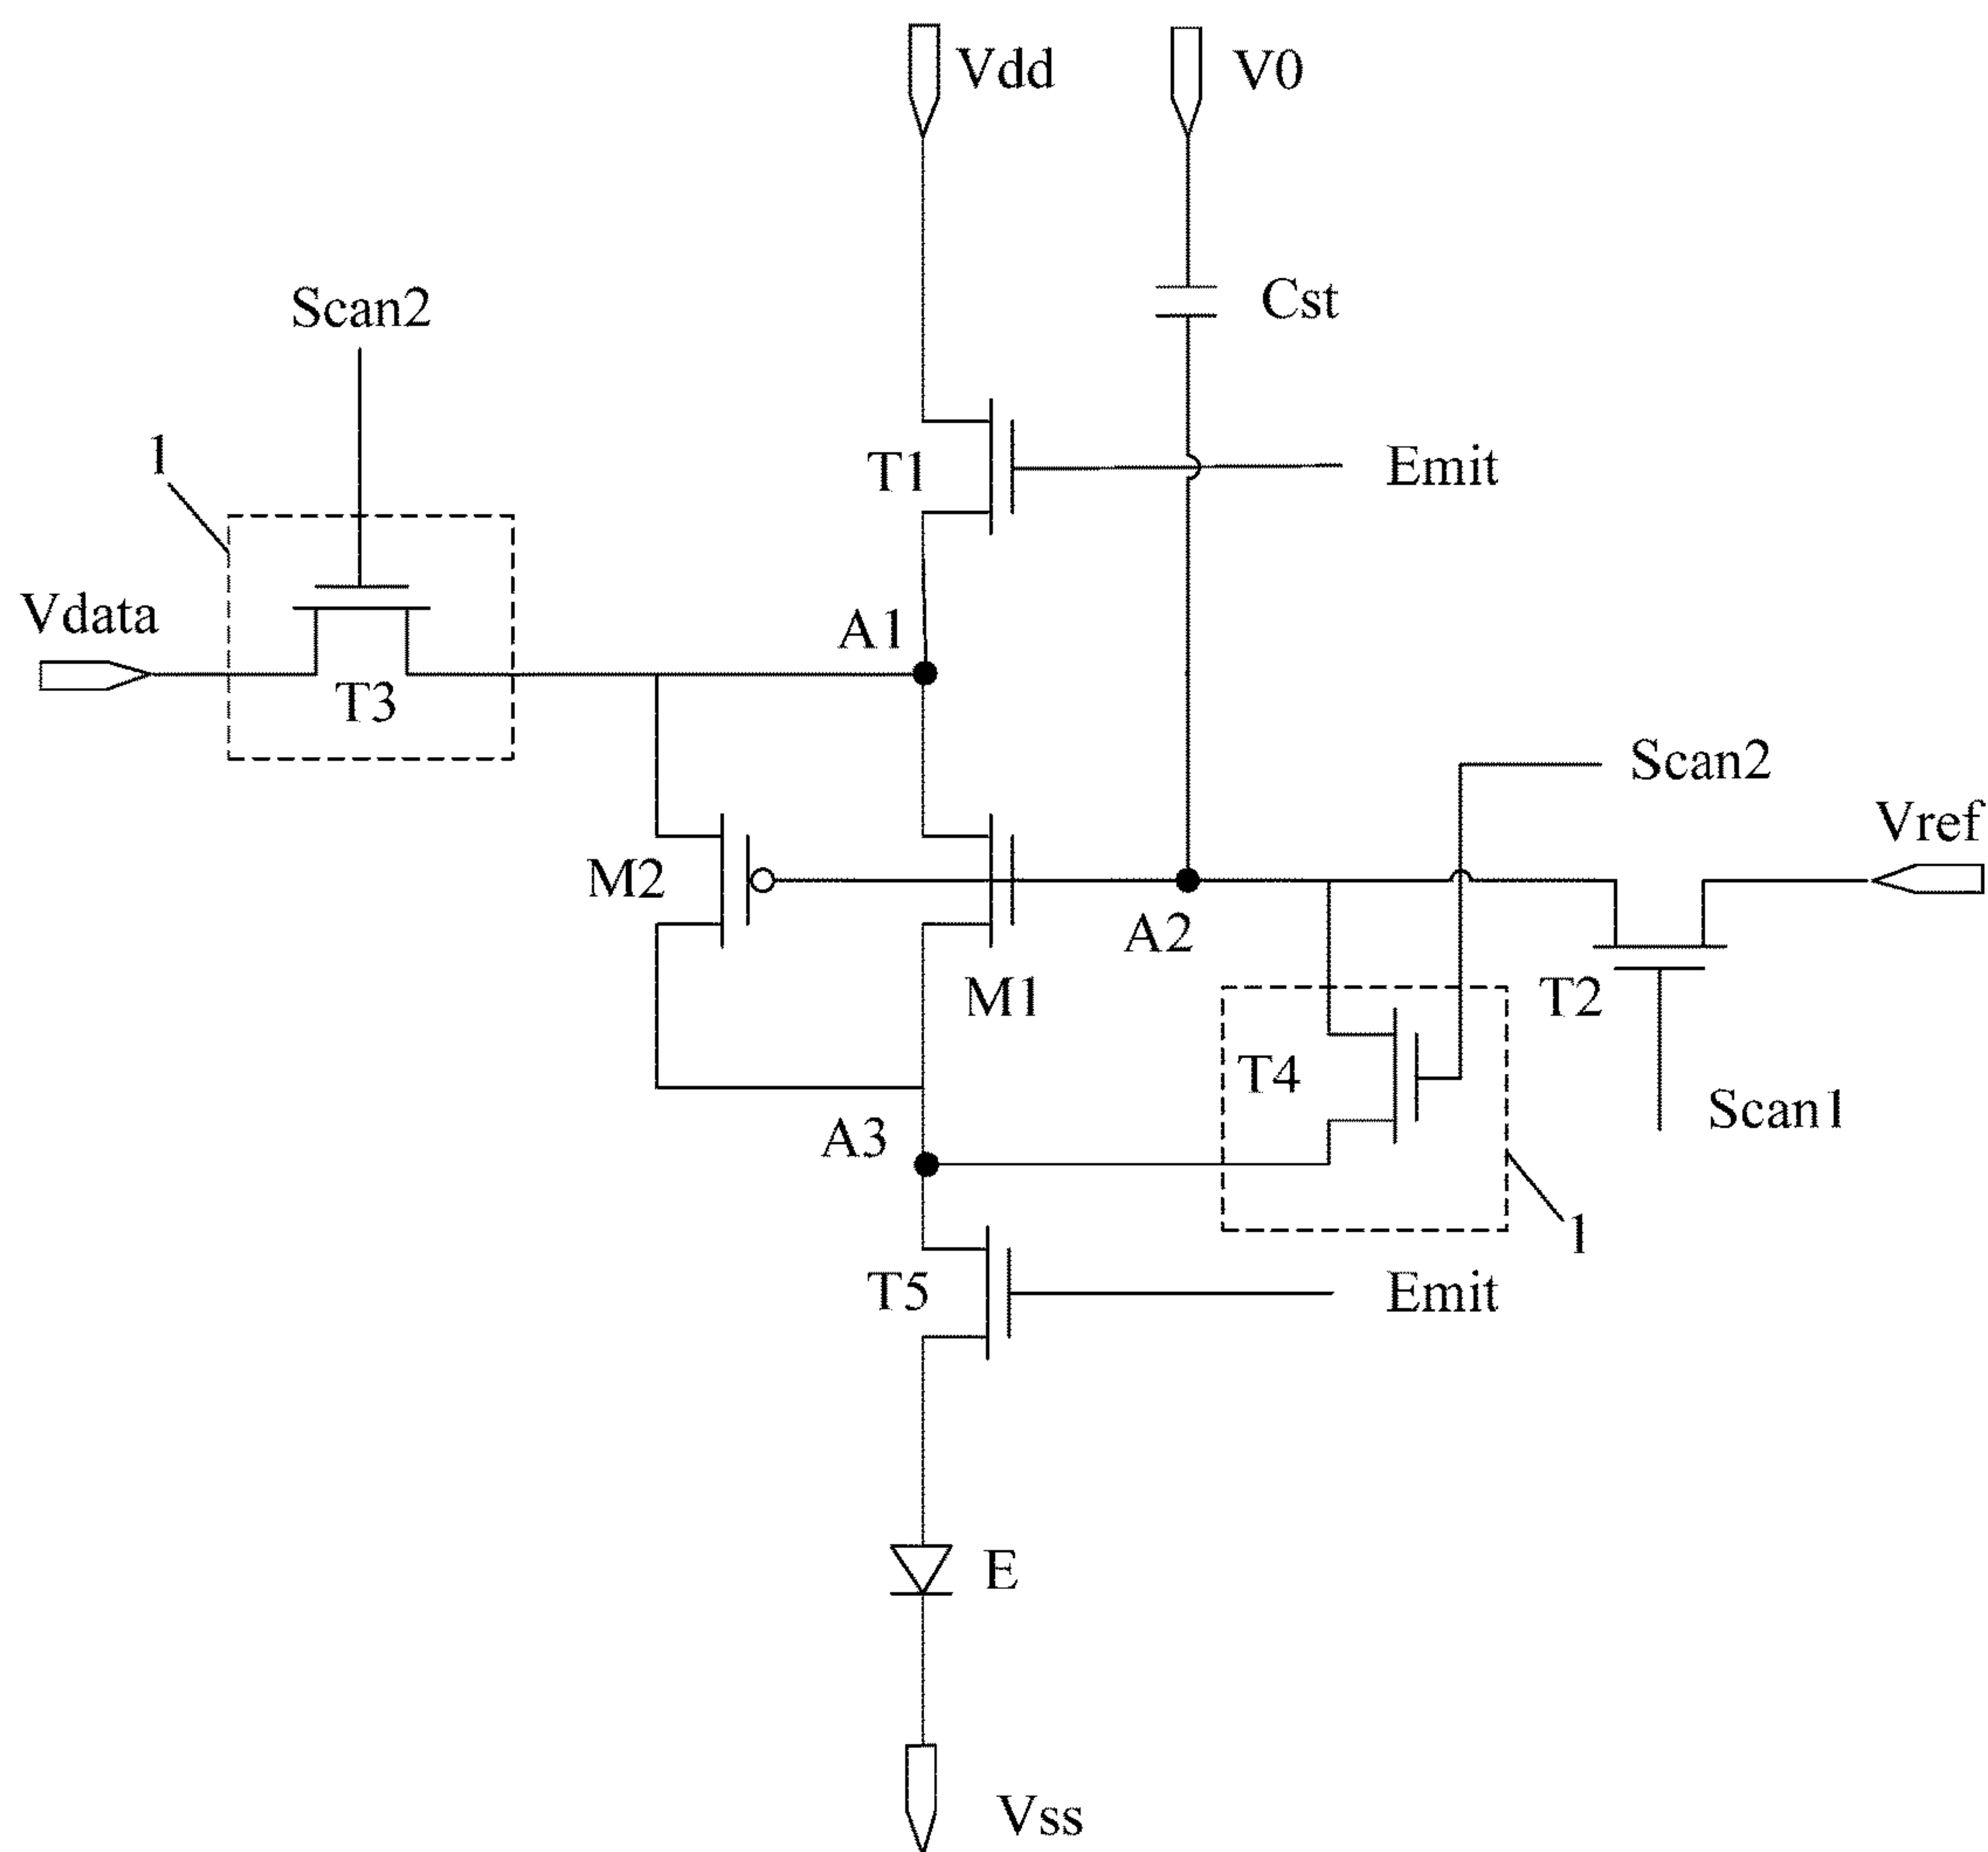 Vdd
V0
Scan2
Cst
1
T1
Emit
Vdata
A1
T3
Scan2
Vref
M2
A2
M1
T2
T4
Scan1
A3
1
T5
Emit
E
Vss